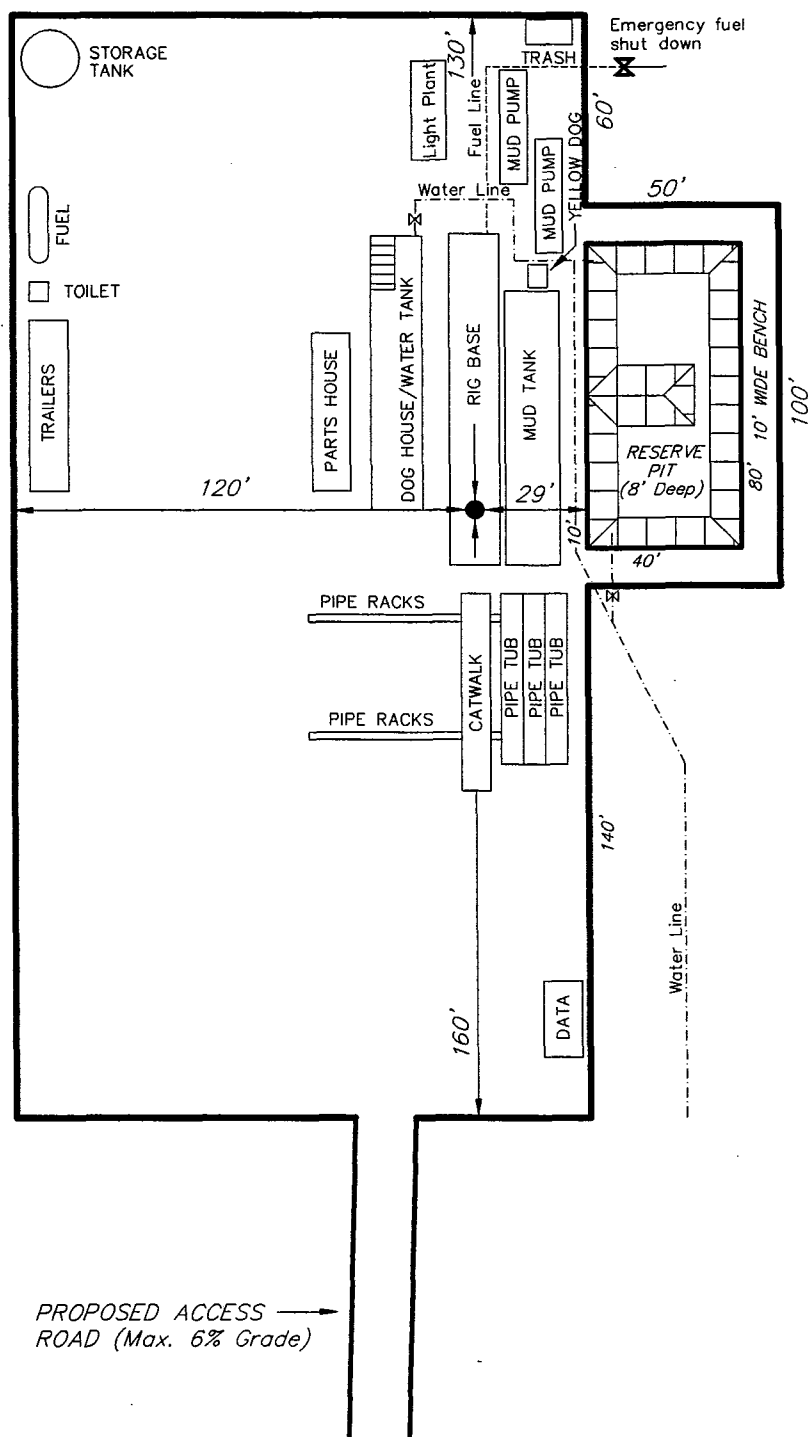 STORAGE
TANK
130'
TRASH
Emergency fuel
shut down
Light Plant
Fuel Line
MUD PUMP
60'
MUD PUMP
YELLOW DOG
Water Line
50'
FUEL
TOILET
TRAILERS
PARTS HOUSE
DOG HOUSE/WATER TANK
RIG BASE
MUD TANK
RESERVE
PIT
(8' Deep)
80'
10' WIDE BENCH
100'
120'
29'
10'
40'
PIPE RACKS
PIPE RACKS
CATWALK
PIPE TUB
PIPE TUB
PIPE TUB
140'
Water Line
160'
DATA
PROPOSED ACCESS
ROAD (Max. 6% Grade)